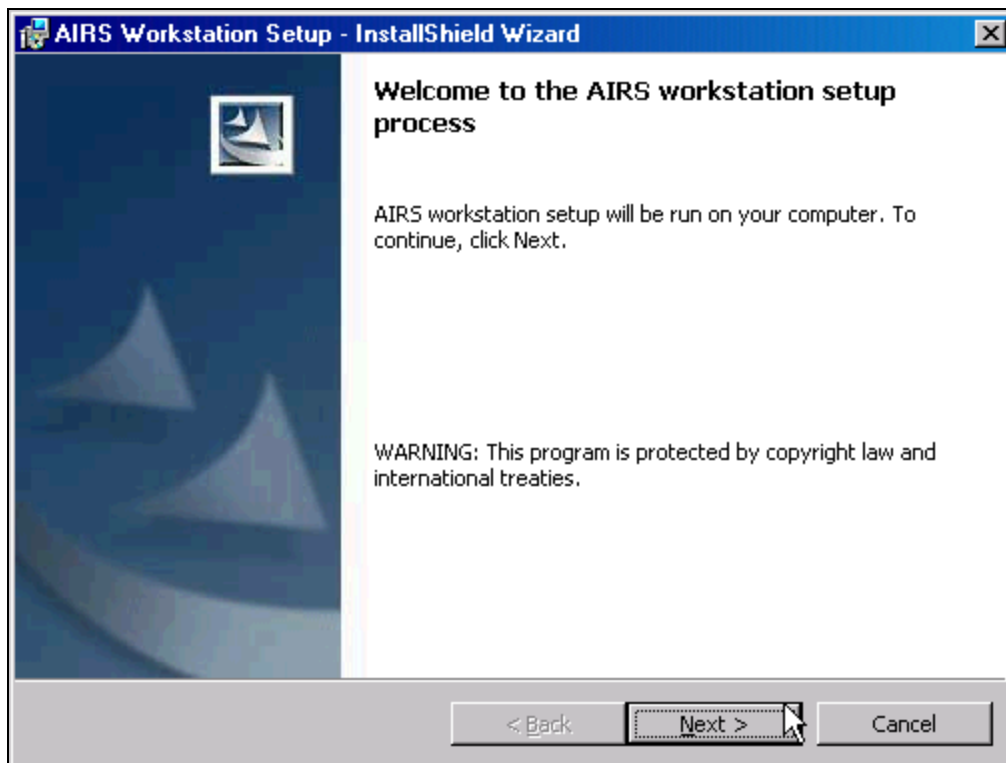 AIRS Workstation Setup - InstallShield Wizard
Welcome to the AIRS workstation setup
process
AIRS workstation setup will be run on your computer. To
continue, click Next.
WARNING: This program is protected by copyright law and
international treaties.
< Back
Next >
Cancel